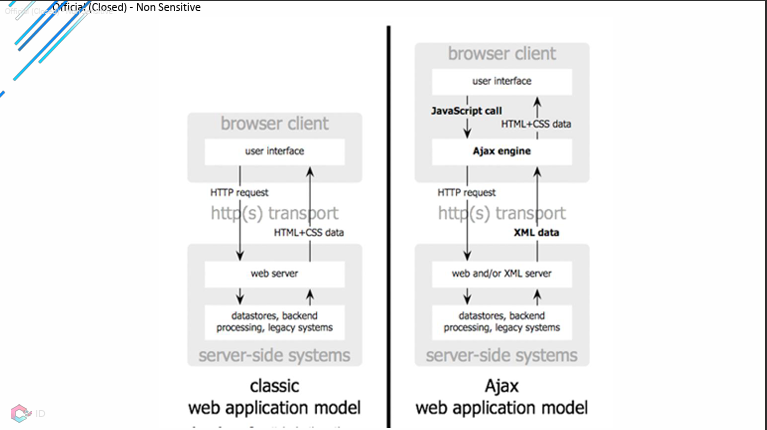 Official (Closed) - Non Sensitive
browser client
user interface
HTTP request
http(s) transport
HTML+CSS data
web server
datastores, backend
processing, legacy systems
server-side systems
classic
web application model
browser client
user interface
JavaScript call
HTML+CSS data
Ajax engine
HTTP request
http(s) transport
XML data
web and/or XML server
datastores, backend
processing, legacy systems
server-side systems
Ajax
web application model
ID